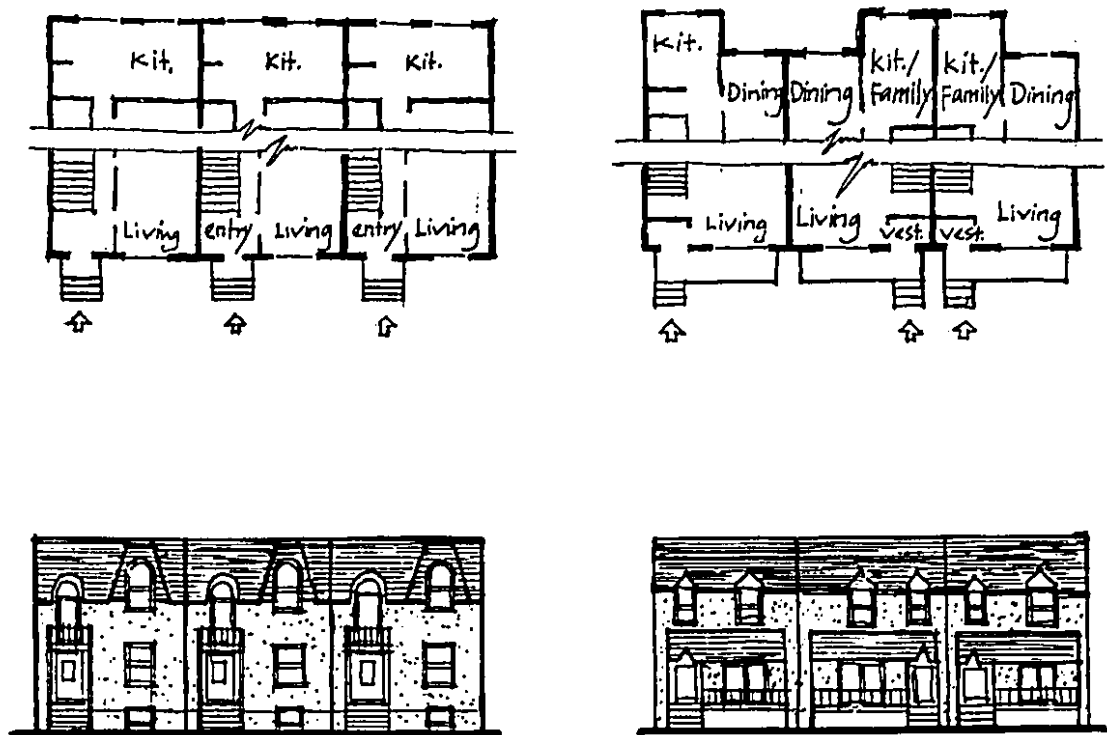 Kit.
Kit.
Kit.
Living
entry
Living
entry
Living
Kit.
Dining
Dining
Kit./
Family
Kit./
Family
Dining
Living
Living
Vest.
Vest.
Living